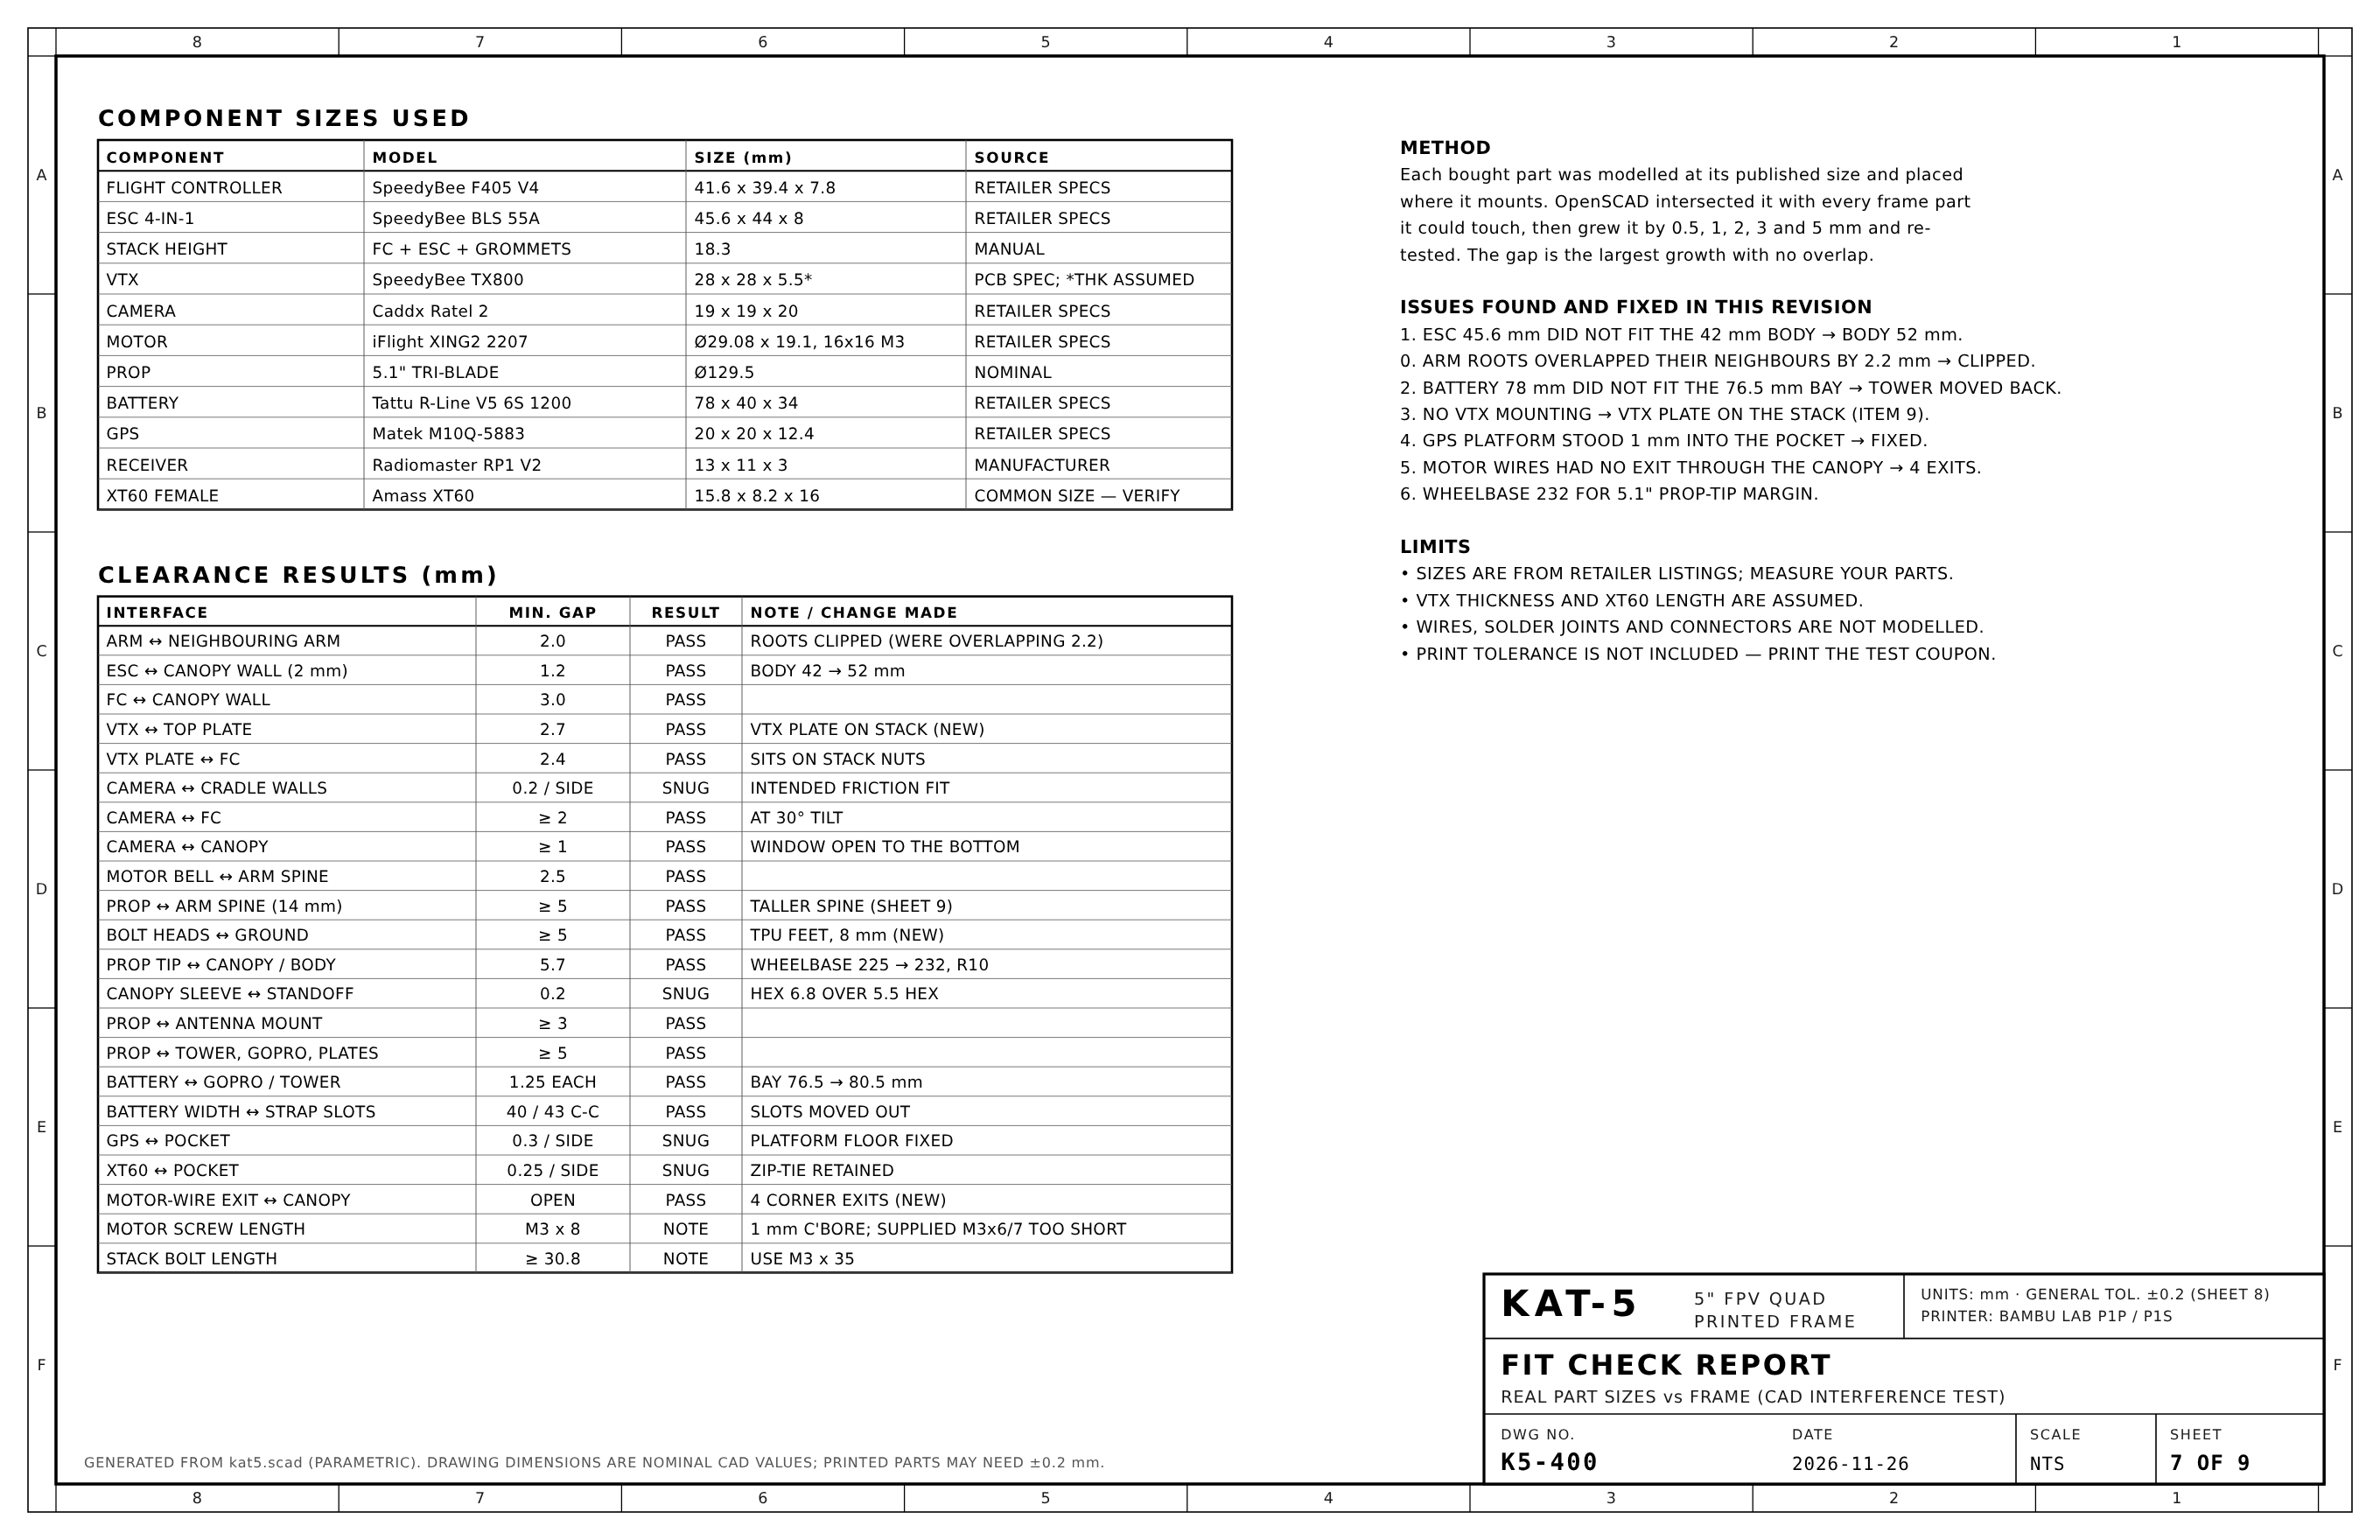 8 7 6 5 4 3 2 1
A A
B B
C C
D D
E E
F F
COMPONENT SIZES USED
COMPONENT MODEL SIZE (mm) SOURCE
FLIGHT CONTROLLER SpeedyBee F405 V4 41.6 x 39.4 x 7.8 RETAILER SPECS
ESC 4-IN-1 SpeedyBee BLS 55A 45.6 x 44 x 8 RETAILER SPECS
STACK HEIGHT FC + ESC + GROMMETS 18.3 MANUAL
VTX SpeedyBee TX800 28 x 28 x 5.5* PCB SPEC; *THK ASSUMED
CAMERA Caddx Ratel 2 19 x 19 x 20 RETAILER SPECS
MOTOR iFlight XING2 2207 Ø29.08 x 19.1, 16x16 M3 RETAILER SPECS
PROP 5.1" TRI-BLADE Ø129.5 NOMINAL
BATTERY Tattu R-Line V5 6S 1200 78 x 40 x 34 RETAILER SPECS
GPS Matek M10Q-5883 20 x 20 x 12.4 RETAILER SPECS
RECEIVER Radiomaster RP1 V2 13 x 11 x 3 MANUFACTURER
XT60 FEMALE Amass XT60 15.8 x 8.2 x 16 COMMON SIZE — VERIFY
CLEARANCE RESULTS (mm)
INTERFACE MIN. GAP RESULT NOTE / CHANGE MADE
ARM ↔ NEIGHBOURING ARM 2.0 PASS ROOTS CLIPPED (WERE OVERLAPPING 2.2)
ESC ↔ CANOPY WALL (2 mm) 1.2 PASS BODY 42 → 52 mm
FC ↔ CANOPY WALL 3.0 PASS
VTX ↔ TOP PLATE 2.7 PASS VTX PLATE ON STACK (NEW)
VTX PLATE ↔ FC 2.4 PASS SITS ON STACK NUTS
CAMERA ↔ CRADLE WALLS 0.2 / SIDE SNUG INTENDED FRICTION FIT
CAMERA ↔ FC ≥ 2 PASS AT 30° TILT
CAMERA ↔ CANOPY ≥ 1 PASS WINDOW OPEN TO THE BOTTOM
MOTOR BELL ↔ ARM SPINE 2.5 PASS
PROP ↔ ARM SPINE (14 mm) ≥ 5 PASS TALLER SPINE (SHEET 9)
BOLT HEADS ↔ GROUND ≥ 5 PASS TPU FEET, 8 mm (NEW)
PROP TIP ↔ CANOPY / BODY 5.7 PASS WHEELBASE 225 → 232, R10
CANOPY SLEEVE ↔ STANDOFF 0.2 SNUG HEX 6.8 OVER 5.5 HEX
PROP ↔ ANTENNA MOUNT ≥ 3 PASS
PROP ↔ TOWER, GOPRO, PLATES ≥ 5 PASS
BATTERY ↔ GOPRO / TOWER 1.25 EACH PASS BAY 76.5 → 80.5 mm
BATTERY WIDTH ↔ STRAP SLOTS 40 / 43 C-C PASS SLOTS MOVED OUT
GPS ↔ POCKET 0.3 / SIDE SNUG PLATFORM FLOOR FIXED
XT60 ↔ POCKET 0.25 / SIDE SNUG ZIP-TIE RETAINED
MOTOR-WIRE EXIT ↔ CANOPY OPEN PASS 4 CORNER EXITS (NEW)
MOTOR SCREW LENGTH M3 x 8 NOTE 1 mm C'BORE; SUPPLIED M3x6/7 TOO SHORT
STACK BOLT LENGTH ≥ 30.8 NOTE USE M3 x 35
METHOD
Each bought part was modelled at its published size and placed
where it mounts. OpenSCAD intersected it with every frame part
it could touch, then grew it by 0.5, 1, 2, 3 and 5 mm and re-
tested. The gap is the largest growth with no overlap.
ISSUES FOUND AND FIXED IN THIS REVISION
1. ESC 45.6 mm DID NOT FIT THE 42 mm BODY → BODY 52 mm.
0. ARM ROOTS OVERLAPPED THEIR NEIGHBOURS BY 2.2 mm → CLIPPED.
2. BATTERY 78 mm DID NOT FIT THE 76.5 mm BAY → TOWER MOVED BACK.
3. NO VTX MOUNTING → VTX PLATE ON THE STACK (ITEM 9).
4. GPS PLATFORM STOOD 1 mm INTO THE POCKET → FIXED.
5. MOTOR WIRES HAD NO EXIT THROUGH THE CANOPY → 4 EXITS.
6. WHEELBASE 232 FOR 5.1" PROP-TIP MARGIN.
LIMITS
• SIZES ARE FROM RETAILER LISTINGS; MEASURE YOUR PARTS.
• VTX THICKNESS AND XT60 LENGTH ARE ASSUMED.
• WIRES, SOLDER JOINTS AND CONNECTORS ARE NOT MODELLED.
• PRINT TOLERANCE IS NOT INCLUDED — PRINT THE TEST COUPON.
KAT-5
5" FPV QUAD
PRINTED FRAME
UNITS: mm · GENERAL TOL. ±0.2 (SHEET 8)
PRINTER: BAMBU LAB P1P / P1S
FIT CHECK REPORT
REAL PART SIZES vs FRAME (CAD INTERFERENCE TEST)
DWG NO. DATE SCALE SHEET
K5-400 2026-11-26 NTS 7 OF 9
GENERATED FROM kat5.scad (PARAMETRIC). DRAWING DIMENSIONS ARE NOMINAL CAD VALUES; PRINTED PARTS MAY NEED ±0.2 mm.
8 7 6 5 4 3 2 1